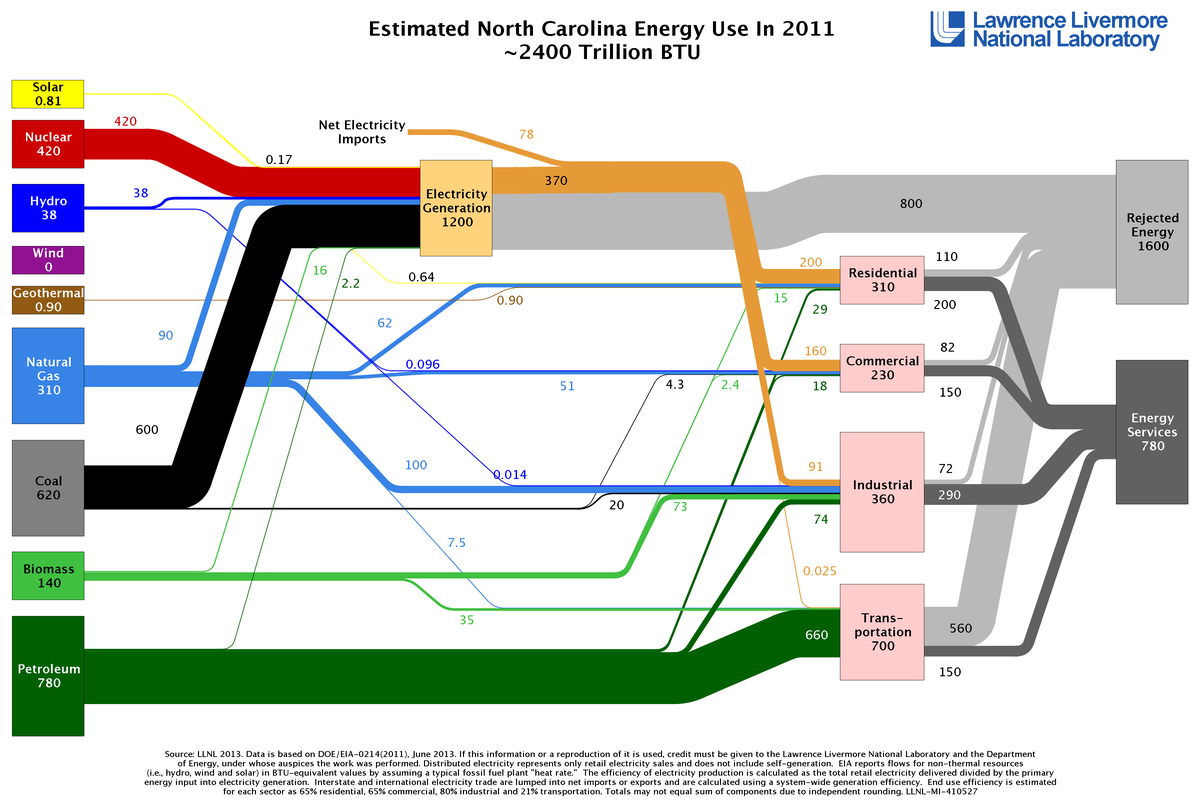 Estimated North Carolina Energy Use In 2011
~2400 Trillion BTU
Lawrence Livermore
National Laboratory
Solar
0.81
Nuclear
420
Hydro
38
Wind
0
Geothermal
0.90
Natural
Gas
310
Coal
620
Biomass
140
Petroleum
780
420
38
90
600
0.17
16
2.2
Net Electricity
Imports
78
Electricity
Generation
1200
370
0.64
0.90
62
0.096
51
4.3
2.4
15
29
18
100
0.014
20
73
74
7.5
35
200
160
91
0.025
660
800
Residential
310
Commercial
230
Industrial
360
Trans-
portation
700
110
200
82
150
72
290
560
150
Rejected
Energy
1600
Energy
Services
780
Source: LLNL 2013. Data is based on DOE/EIA-0214(2011), June 2013. If this information or a reproduction of it is used, credit must be given to the Lawrence Livermore National Laboratory and the Department
of Energy, under whose auspices the work was performed. Distributed electricity represents only retail electricity sales and does not include self-generation. EIA reports flows for non-thermal resources
(i.e., hydro, wind and solar) in BTU-equivalent values by assuming a typical fossil fuel plant "heat rate." The efficiency of electricity production is calculated as the total retail electricity delivered divided by the primary
energy input into electricity generation. Interstate and international electricity trade are lumped into net imports or exports and are calculated using a system-wide generation efficiency. End use efficiency is estimated
for each sector as 65% residential, 65% commercial, 80% industrial and 21% transportation. Totals may not equal sum of components due to independent rounding. LLNL-MI-410527